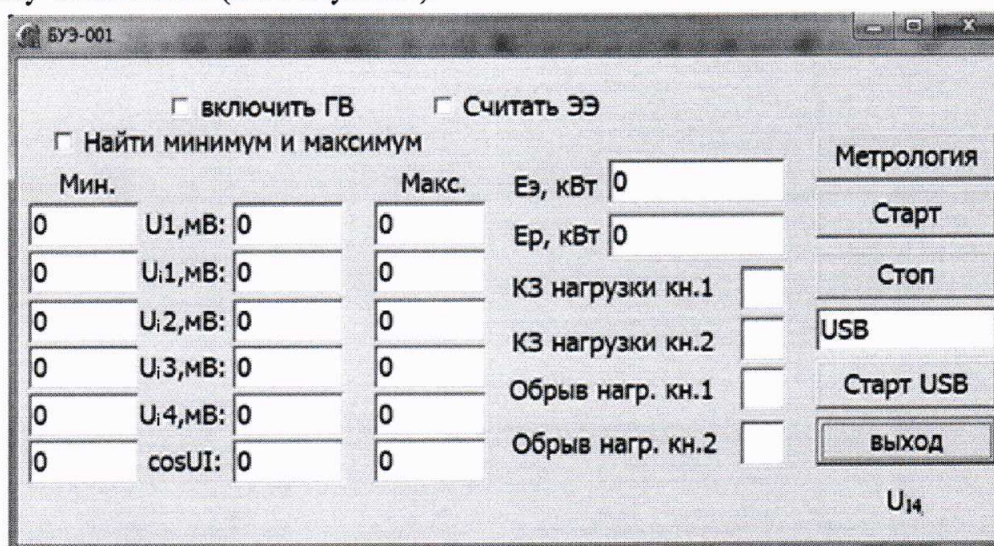 БУЭ-001
включить ГВ
Считать ЭЭ
Найти минимум и максимум
Мин.
Макс.
0 U1,мВ: 0 0
0 Ui1,мВ: 0 0
0 Ui2,мВ: 0 0
0 Ui3,мВ: 0 0
0 Ui4,мВ: 0 0
0 cosUI: 0 0
Еэ, кВт 0
Ер, кВт 0
КЗ нагрузки кн.1
КЗ нагрузки кн.2
Обрыв нагр. кн.1
Обрыв нагр. кн.2
Метрология
Старт
Стоп
USB
Старт USB
выход
UI4